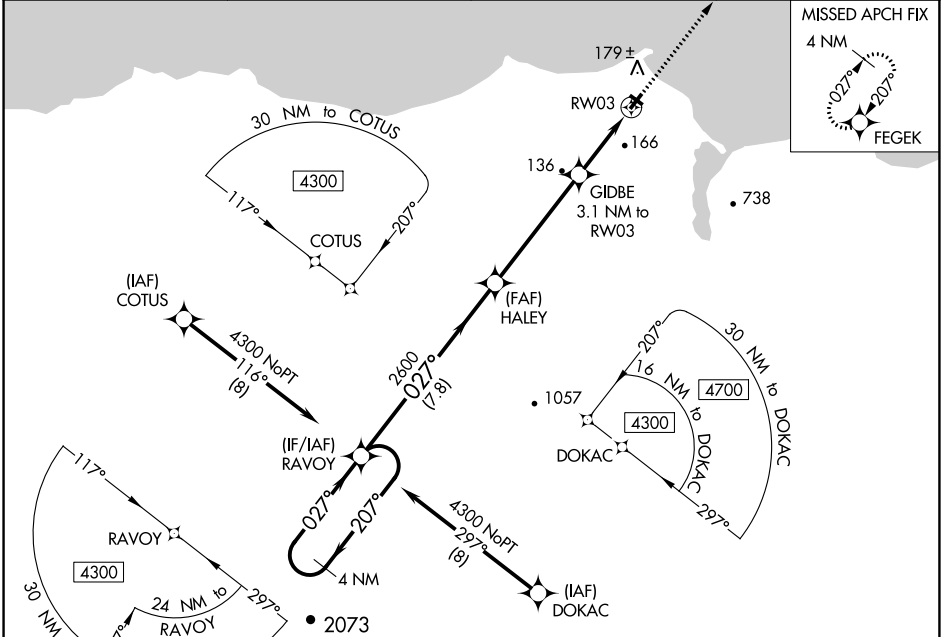 MISSED APCH FIX
4 NM
027°
207°
FEGEK
179±
RW03
166
136
GIDBE
3.1 NM to
RW03
738
30 NM to COTUS
4300
117°
207°
COTUS
(IAF)
COTUS
4300 NoPT
116°
(8)
(FAF)
HALEY
2600
027°
(7.8)
1057
207°
30 NM to DOKAC
16 NM to DOKAC
4700
4300
DOKAC
297°
(IF/IAF)
RAVOY
027°
207°
4 NM
4300 NoPT
297°
(8)
(IAF)
DOKAC
117°
RAVOY
4300
297°
24 NM to
RAVOY
30 NM
2073